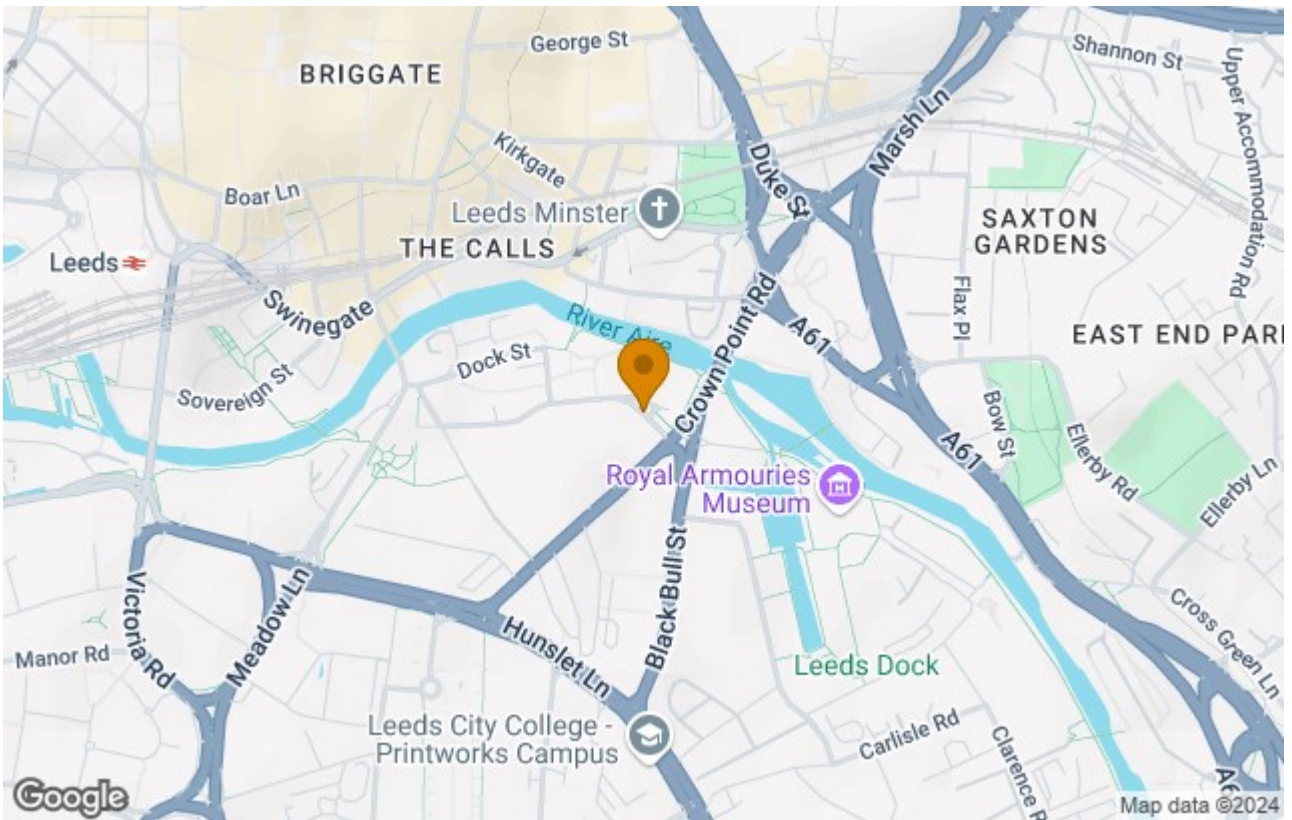 George St
BRIGGATE
Shannon St
Upper Accommodation Rd
Marsh Ln
Kirkgate
Duke St
Boar Ln
Leeds Minster
SAXTON
GARDENS
THE CALLS
Leeds
Crown Point Rd
Flax Pl
Swinegate
River Aire
A61
EAST END PARK
Dock St
Sovereign St
Bow St
Ellerby Rd
A61
Ellerby Ln
Royal Armouries
Museum
Black Bull St
Victoria Rd
Meadow Ln
Cross Green Ln
Manor Rd
Hunslet Ln
Leeds Dock
Leeds City College -
Printworks Campus
Carlisle Rd
Clarence R
A6
Google
Map data ©2024